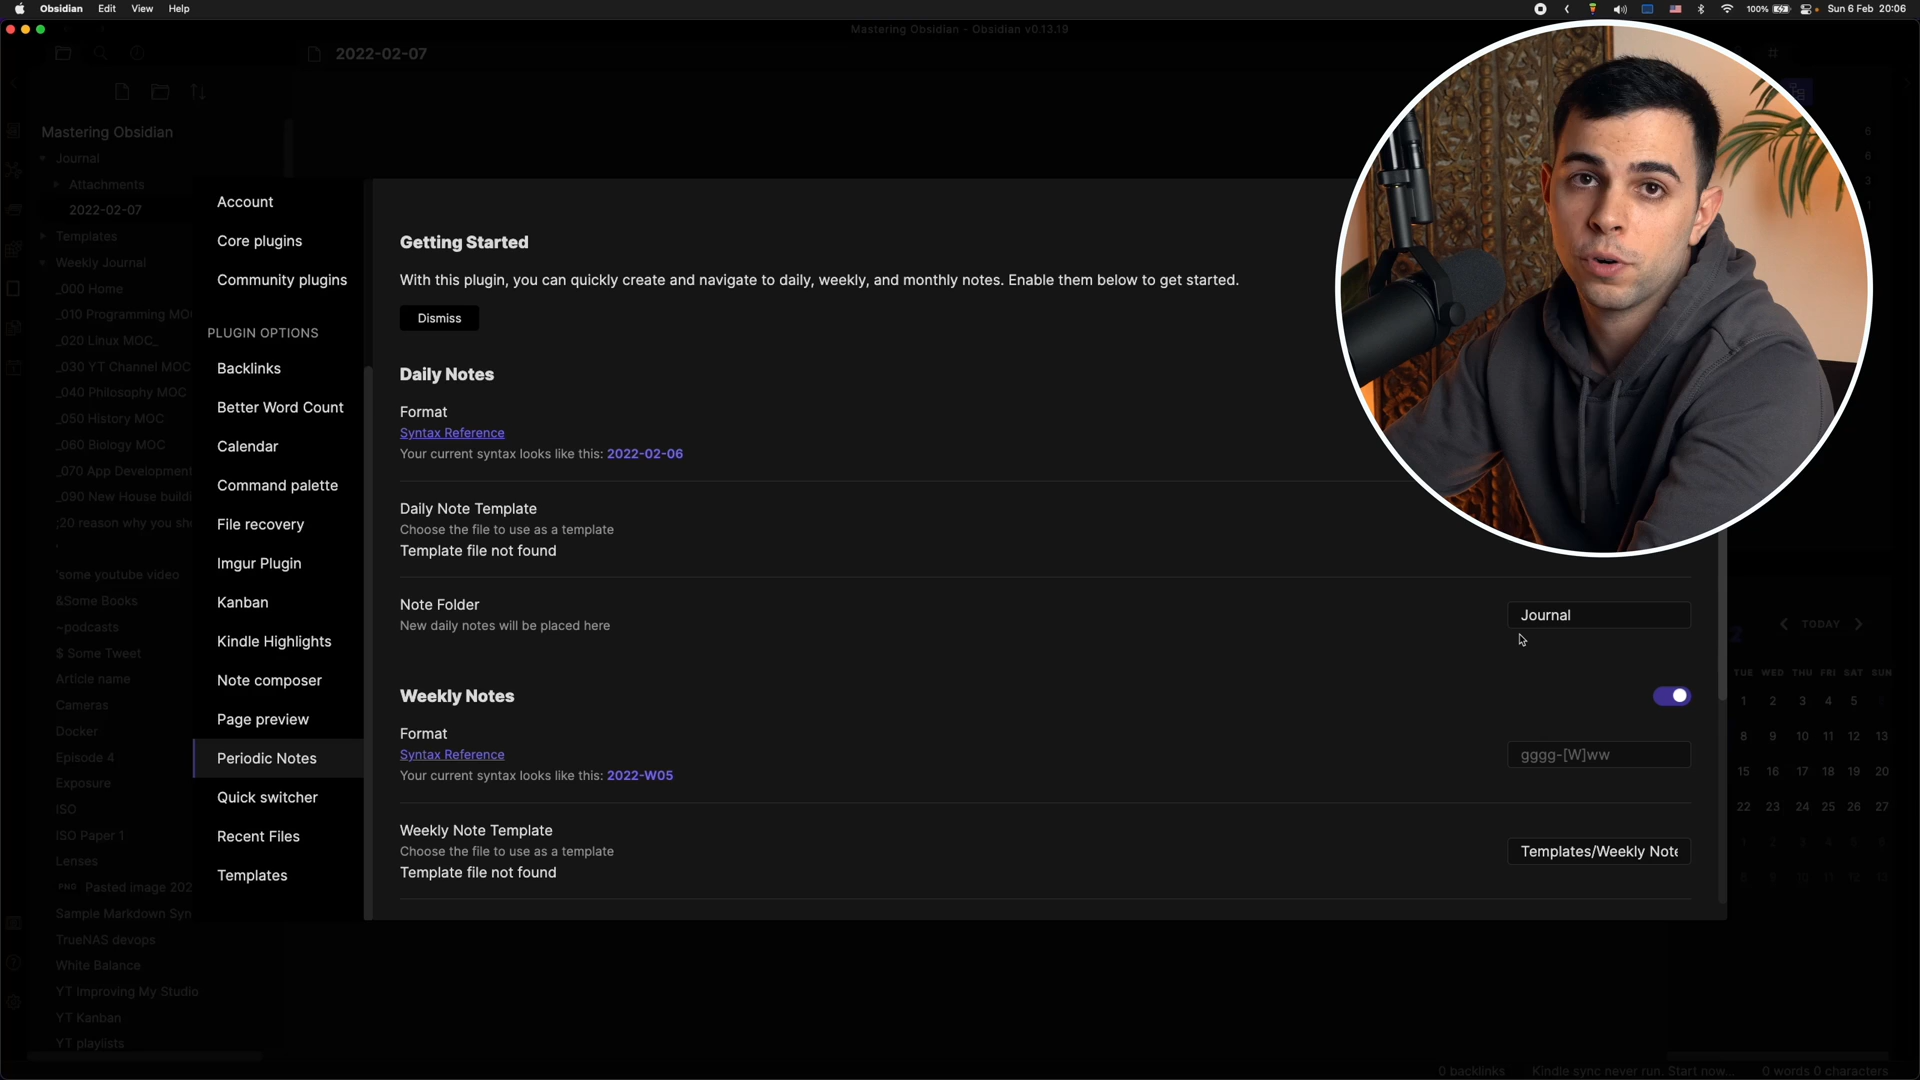 Obsidian Edit View Help
100% Sun 6 Feb 20:06
Mastering Obsidian - Obsidian v0.13.19
2022-02-07
Mastering Obsidian
Journal
Attachments
2022-02-07
Templates
Weekly Journal
_000 Home
_010 Programming MO
_020 Linux MOC_
_030 YT Channel MOC
_040 Philosophy MOC
_050 History MOC
_060 Biology MOC
_070 App Development
_090 New House buildi
;20 reason why you sho
'some youtube video
&Some Books
~podcasts
$ Some Tweet
Article name
Cameras
Docker
Episode 4
Exposure
ISO
ISO Paper 1
Lenses
PNG Pasted image 202
Sample Markdown Syn
TrueNAS devops
White Balance
YT Improving My Studio
YT Kanban
YT playlists
Account
Core plugins
Community plugins
PLUGIN OPTIONS
Backlinks
Better Word Count
Calendar
Command palette
File recovery
Imgur Plugin
Kanban
Kindle Highlights
Note composer
Page preview
Periodic Notes
Quick switcher
Recent Files
Templates
Getting Started
With this plugin, you can quickly create and navigate to daily, weekly, and monthly notes. Enable them below to get started.
Dismiss
Daily Notes
Format
Syntax Reference
Your current syntax looks like this: 2022-02-06
Daily Note Template
Choose the file to use as a template
Template file not found
Note Folder
New daily notes will be placed here
Journal
Weekly Notes
Format
Syntax Reference
Your current syntax looks like this: 2022-W05
gggg-[W]ww
Weekly Note Template
Choose the file to use as a template
Template file not found
Templates/Weekly Note
TODAY
TUE WED THU FRI SAT SUN
1 2 3 4 5
8 9 10 11 12 13
15 16 17 18 19 20
22 23 24 25 26 27
0 backlinks Kindle sync never run. Start now... 0 words 0 characters